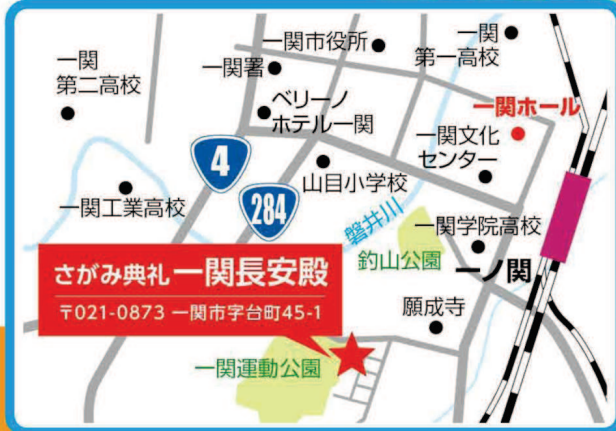 一関市役所
一関
第一高校
一関署
一関
第二高校
ベリーノ
ホテル一関
一関ホール
一関文化
センター
4
山目小学校
284
一関工業高校
磐井川
一関学院高校
釣山公園
一ノ関
さがみ典礼 一関長安殿
〒021-0873 一関市字台町45-1
願成寺
一関運動公園